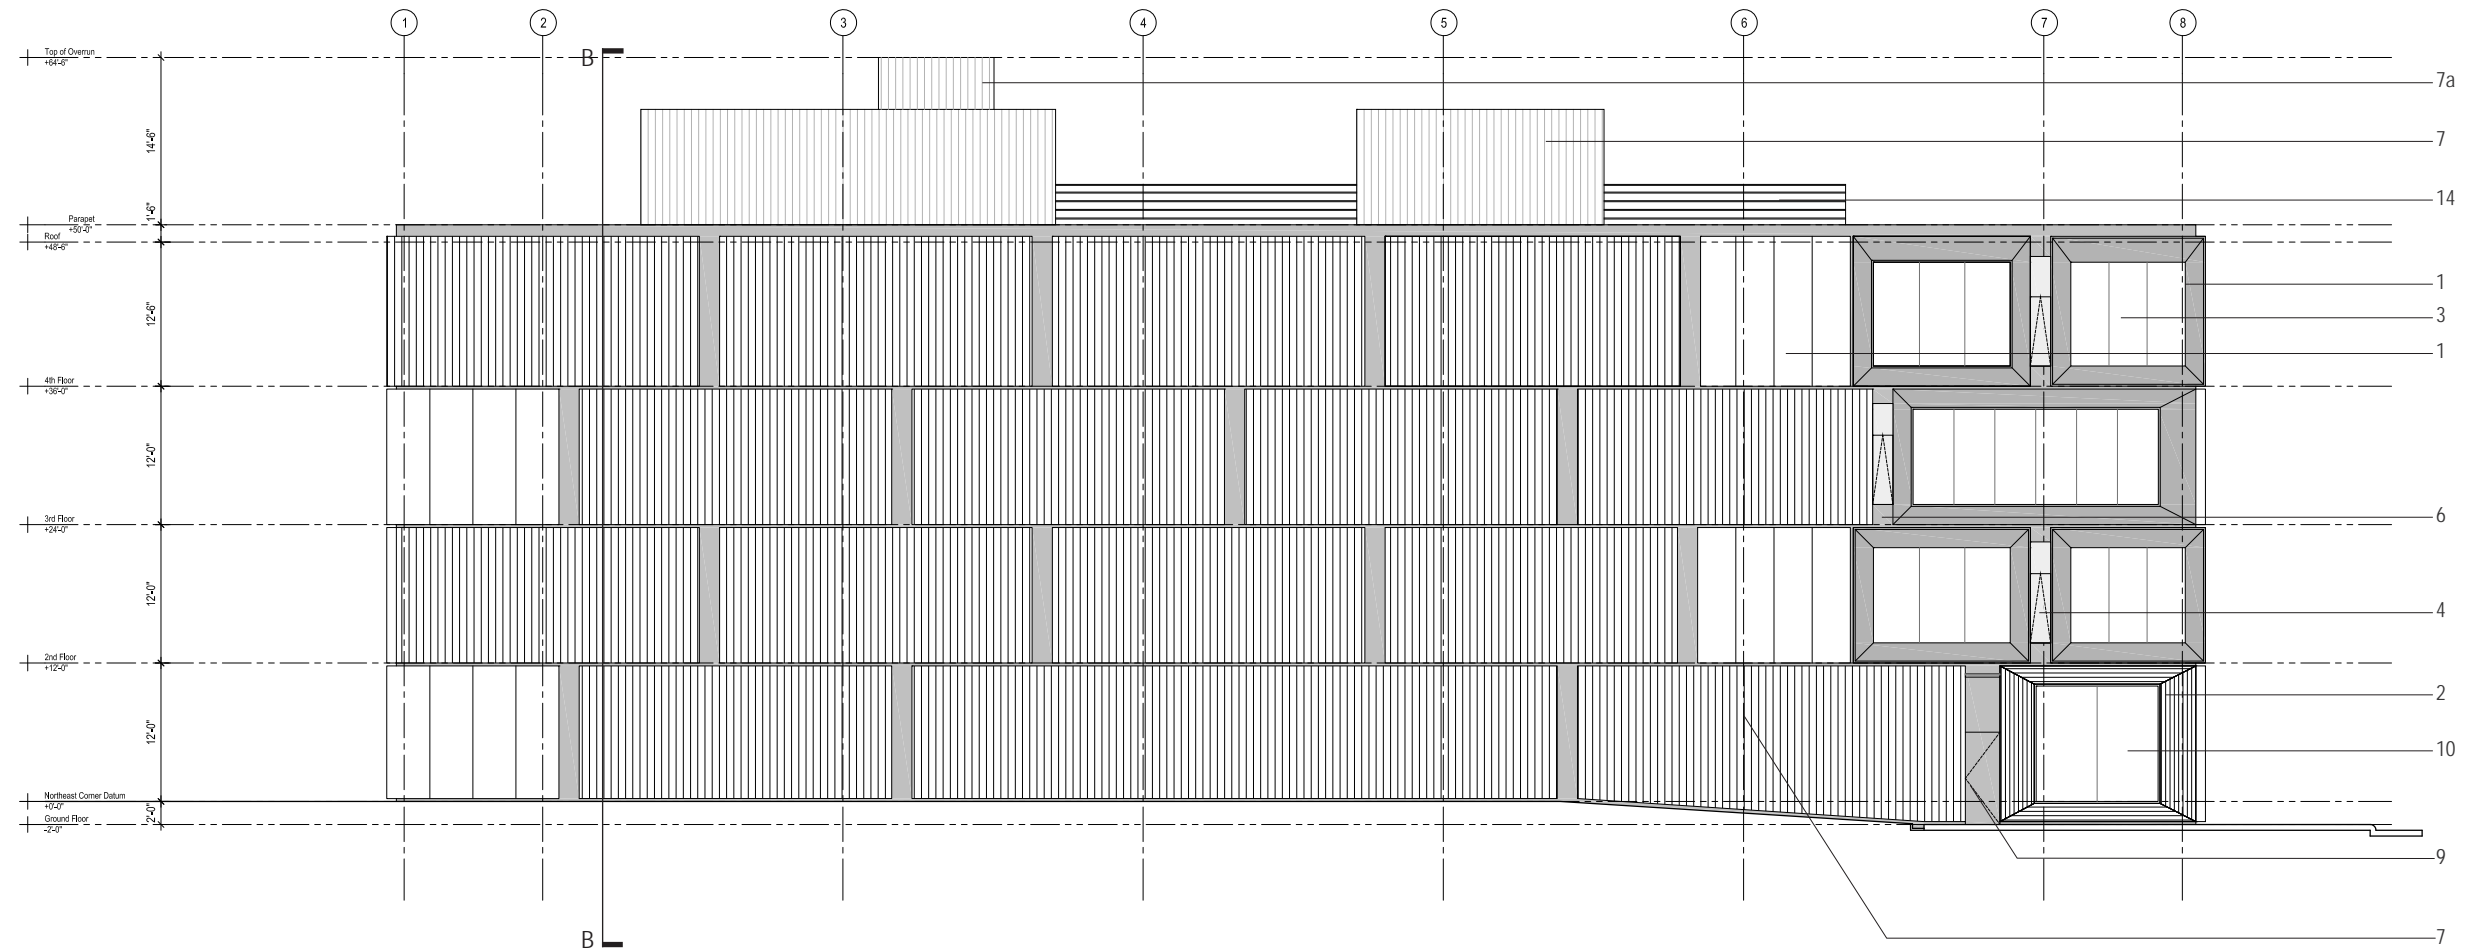 1 2 3 4 5 6 7 8
Top of Overrun
+64'-6"
B
7a
14'-6"
7
14
1'-6"
Parapet
+50'-0"
Roof
+48'-6"
1
3
12'-6"
1
4th Floor
+36'-0"
12'-0"
3rd Floor
+24'-0"
6
12'-0"
4
2nd Floor
+12'-0"
2
12'-0"
10
Northeast Corner Datum
+0'-0"
2'-0"
Ground Floor
-2'-0"
9
B
7